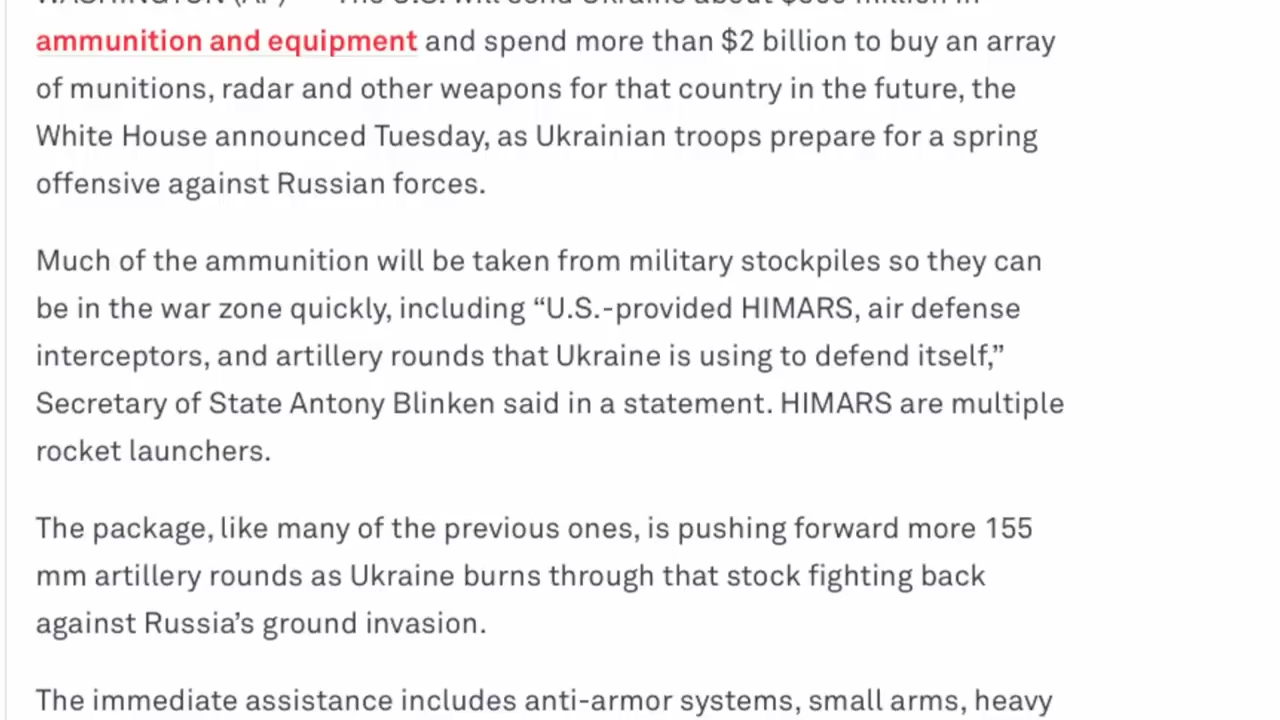 ammunition and equipment and spend more than $2 billion to buy an array
of munitions, radar and other weapons for that country in the future, the
White House announced Tuesday, as Ukrainian troops prepare for a spring
offensive against Russian forces.
Much of the ammunition will be taken from military stockpiles so they can
be in the war zone quickly, including “U.S.-provided HIMARS, air defense
interceptors, and artillery rounds that Ukraine is using to defend itself,”
Secretary of State Antony Blinken said in a statement. HIMARS are multiple
rocket launchers.
The package, like many of the previous ones, is pushing forward more 155
mm artillery rounds as Ukraine burns through that stock fighting back
against Russia’s ground invasion.
The immediate assistance includes anti-armor systems, small arms, heavy